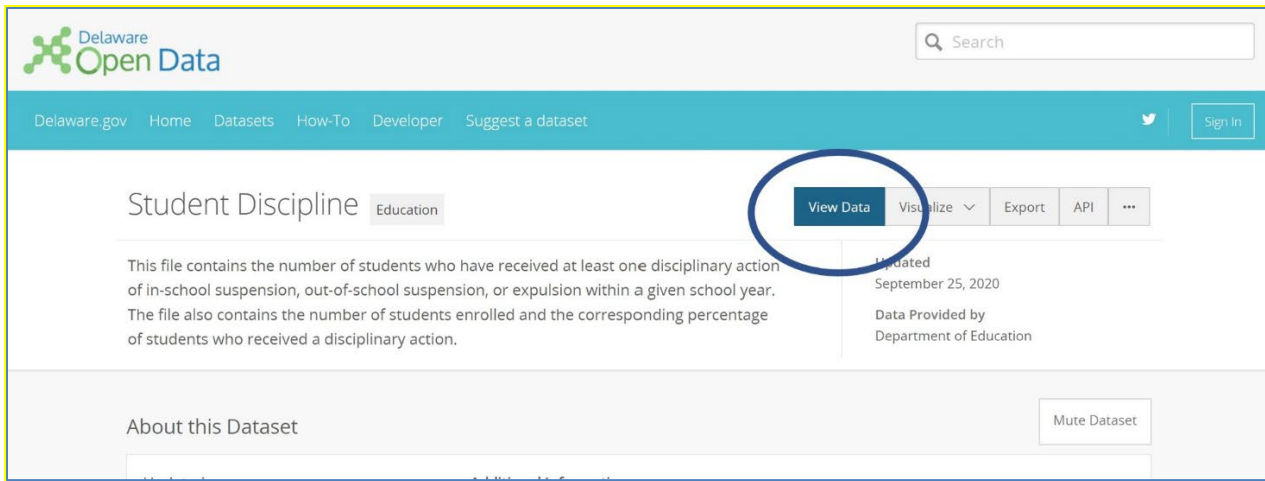 Delaware
Open Data
Search
Delaware.gov Home Datasets How-To Developer Suggest a dataset Sign In
Student Discipline Education
View Data Visualize Export API ...
This file contains the number of students who have received at least one disciplinary action
of in-school suspension, out-of-school suspension, or expulsion within a given school year.
The file also contains the number of students enrolled and the corresponding percentage
of students who received a disciplinary action.
Updated
September 25, 2020
Data Provided by
Department of Education
About this Dataset
Mute Dataset